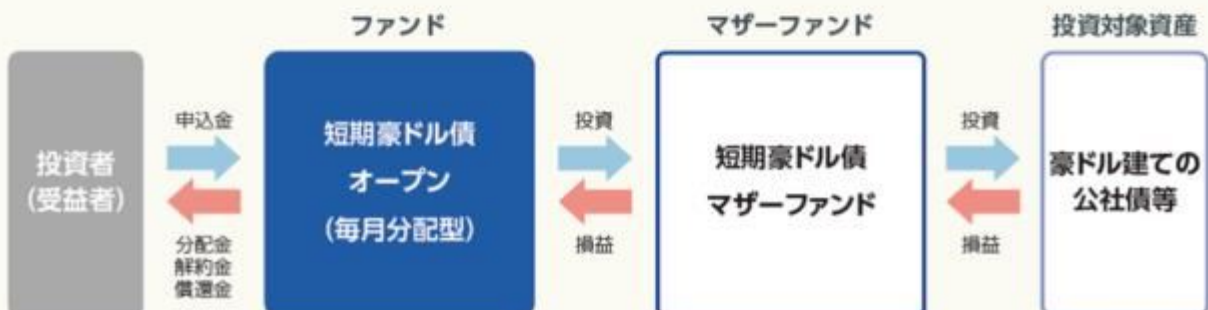 ファンド
マザーファンド
投資対象資産
投資者
(受益者)
申込金
分配金
解約金
償還金
短期豪ドル債
オープン
(毎月分配型)
投資
損益
短期豪ドル債
マザーファンド
投資
損益
豪ドル建ての
公社債等